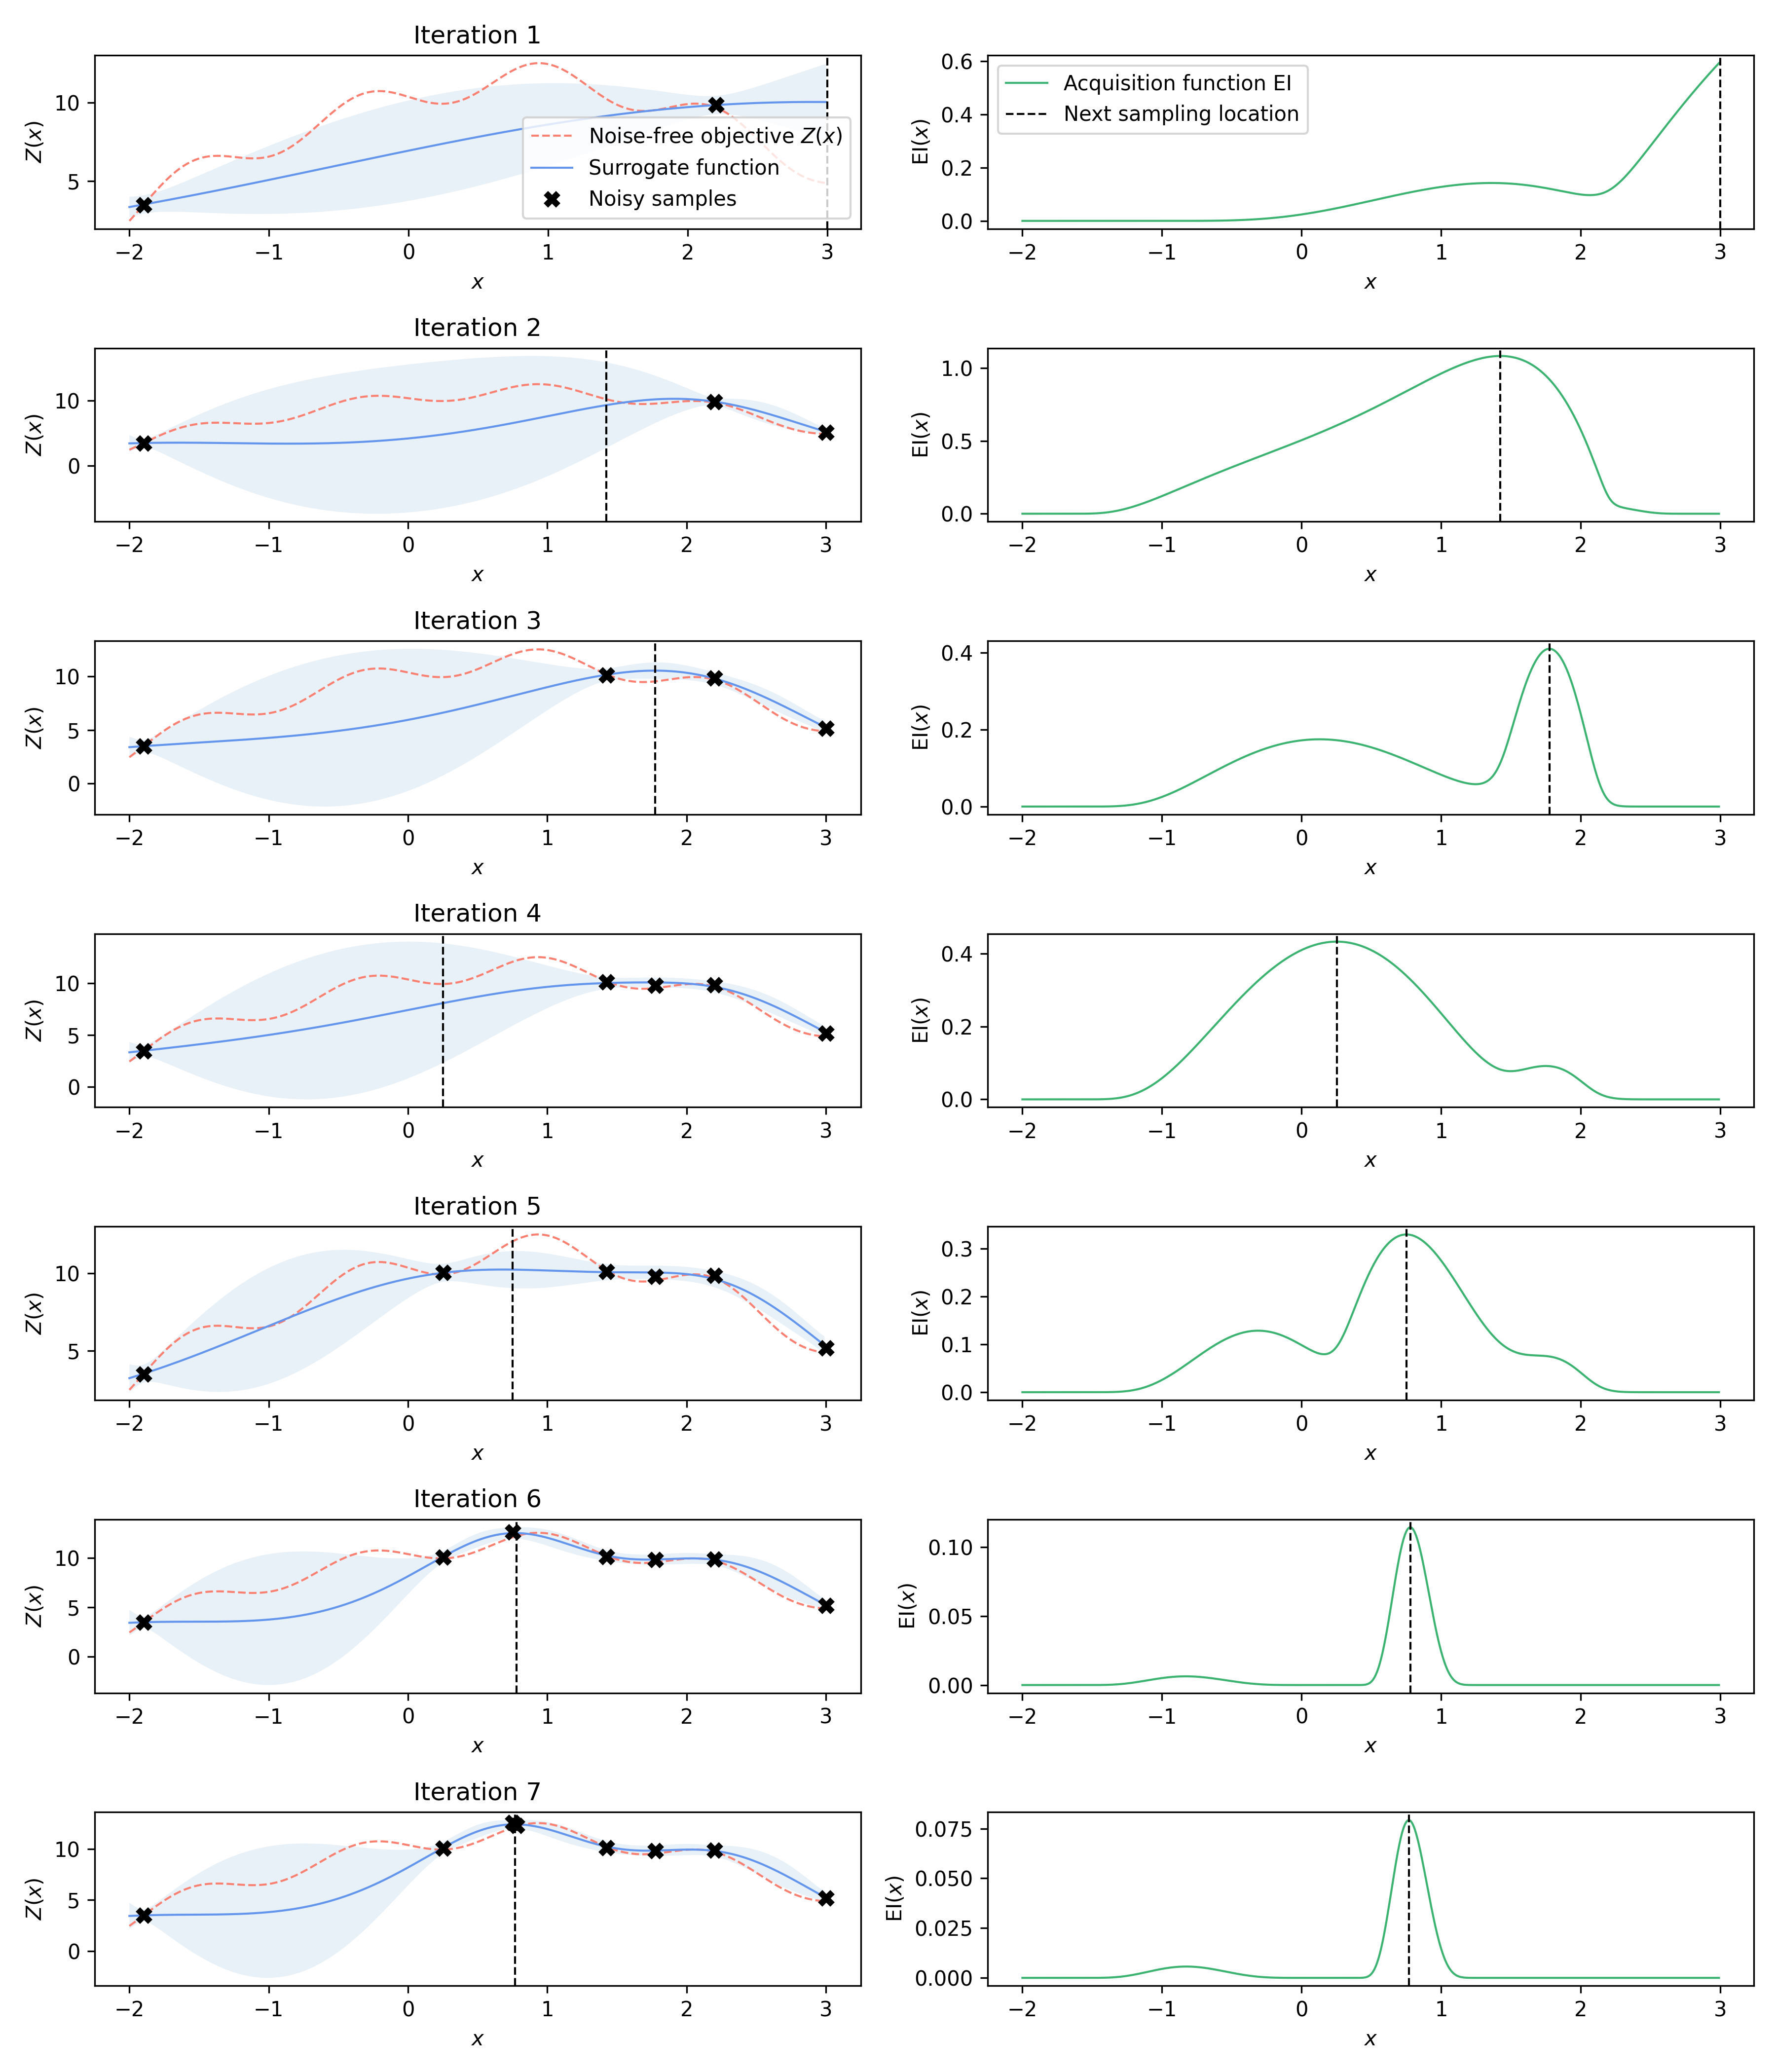 Iteration 1
Z(x)
10
5
Noise-free objective Z(x)
Surrogate function
Noisy samples
−2 −1 0 1 2 3
x
EI(x)
0.6
0.4
0.2
0.0
Acquisition function EI
Next sampling location
−2 −1 0 1 2 3
x
Iteration 2
Z(x)
10
0
−2 −1 0 1 2 3
x
EI(x)
1.0
0.5
0.0
−2 −1 0 1 2 3
x
Iteration 3
Z(x)
10
5
0
−2 −1 0 1 2 3
x
EI(x)
0.4
0.2
0.0
−2 −1 0 1 2 3
x
Iteration 4
Z(x)
10
5
0
−2 −1 0 1 2 3
x
EI(x)
0.4
0.2
0.0
−2 −1 0 1 2 3
x
Iteration 5
Z(x)
10
5
−2 −1 0 1 2 3
x
EI(x)
0.3
0.2
0.1
0.0
−2 −1 0 1 2 3
x
Iteration 6
Z(x)
10
5
0
−2 −1 0 1 2 3
x
EI(x)
0.10
0.05
0.00
−2 −1 0 1 2 3
x
Iteration 7
Z(x)
10
5
0
−2 −1 0 1 2 3
x
EI(x)
0.075
0.050
0.025
0.000
−2 −1 0 1 2 3
x